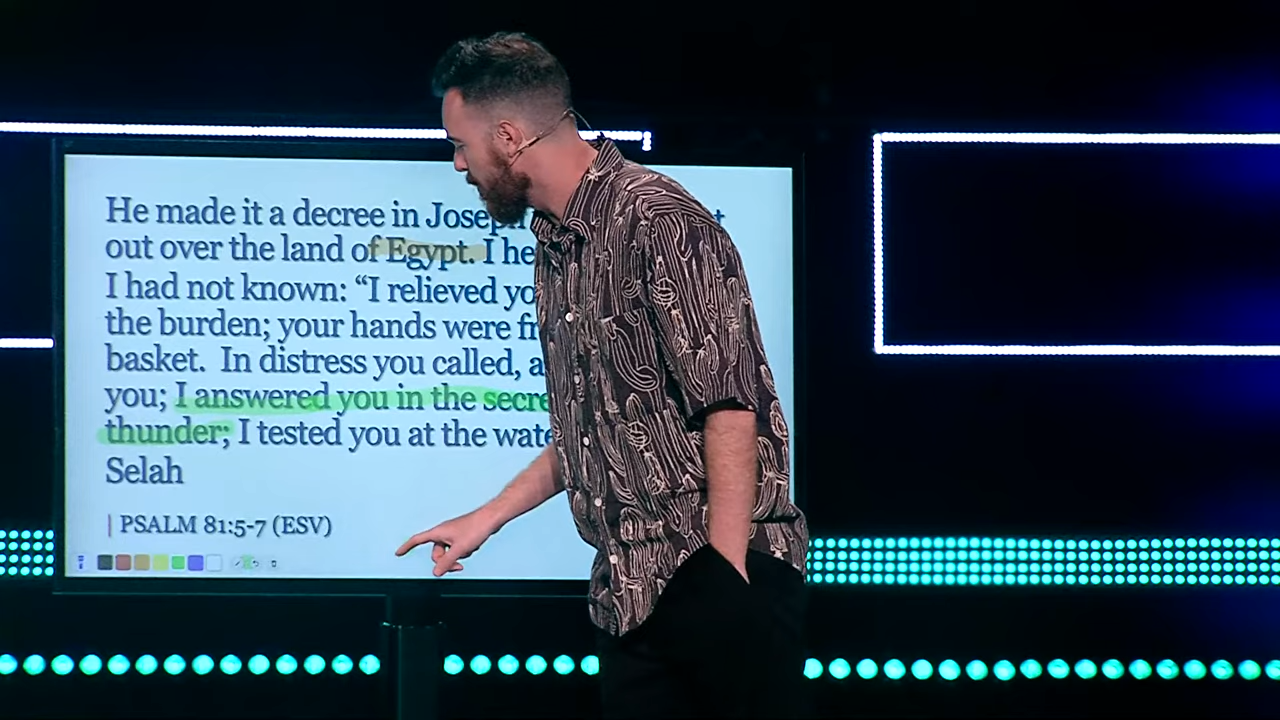 He made it a decree in Joseph
out over the land of Egypt. I
I had not known: “I relieved
the burden; your hands were
basket.  In distress you called,
you; I answered you in the
thunder; I tested you at the
Selah
| PSALM 81:5-7 (ESV)